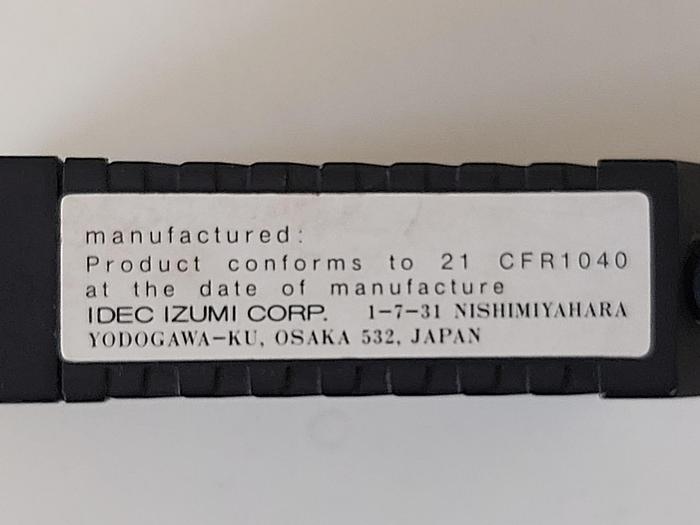 manufactured:
Product conforms to 21 CFR1040
at the date of manufacture
IDEC IZUMI CORP. 1-7-31 NISHIMIYAHARA
YODOGAWA-KU, OSAKA 532, JAPAN